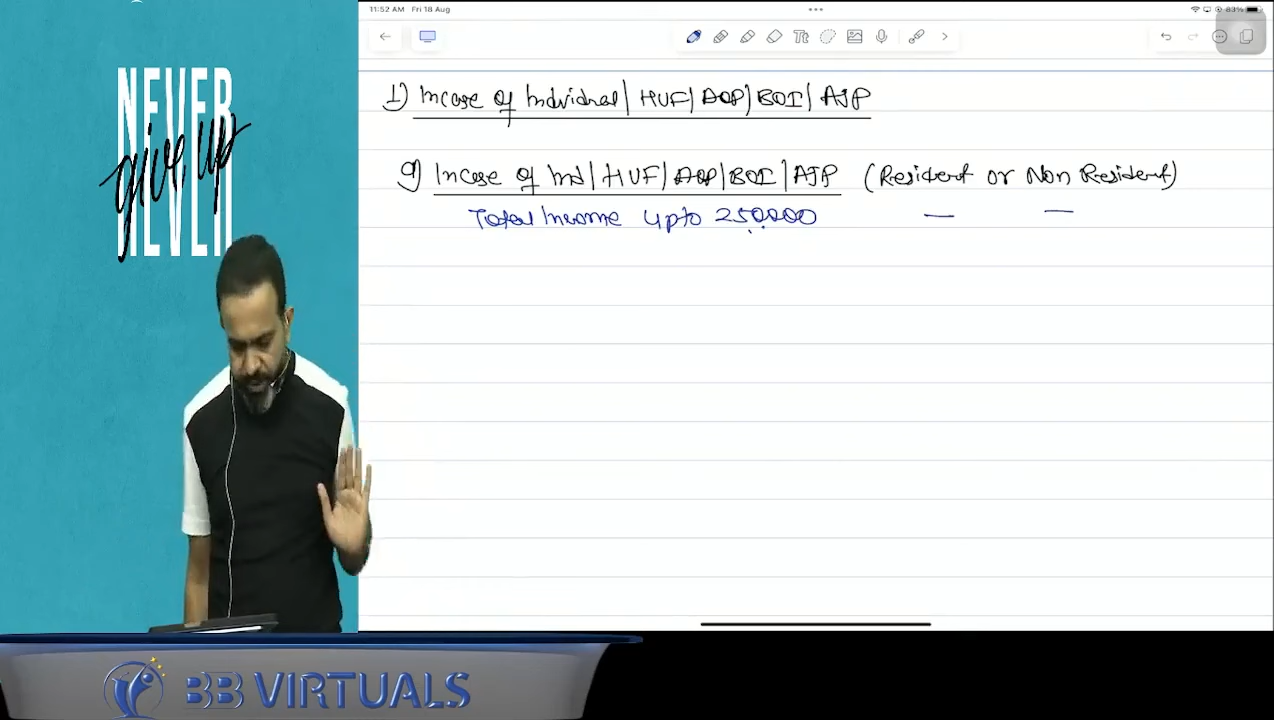 11:52 AM Fri 18 Aug
83%
NEVER
give up
NEVER
1) Incase of Individual | HUF | AOP | BOI | AJP
a) Incase of Ind | HUF | AOP | BOI | AJP (Resident or Non Resident)
Total Income upto 250000 — —
BB VIRTUALS